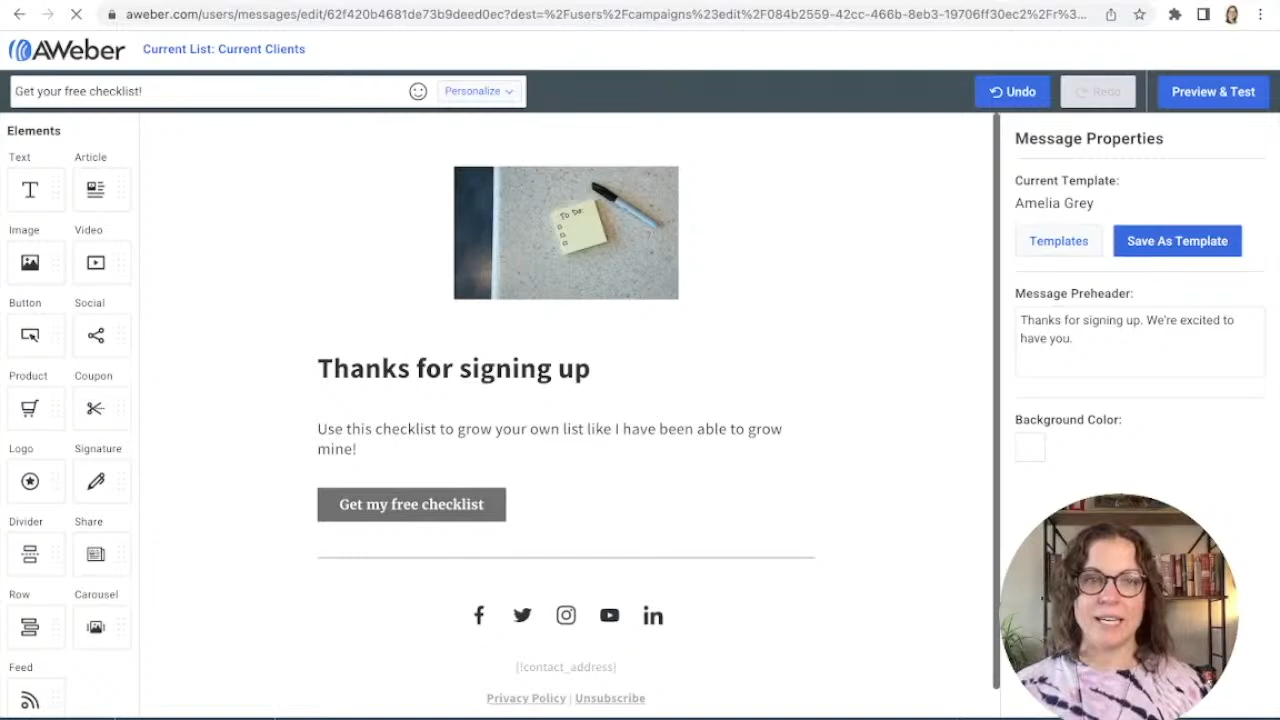 aweber.com/users/messages/edit/62f420b4681de73b9deed0ec?dest=%2Fusers%2Fcampaigns%23edit%2F084b2559-42cc-466b-8eb3-19706ff30ec2%2Fr%3...
AWeber
Current List: Current Clients
Get your free checklist!
Personalize
Undo
Redo
Preview & Test
Elements
Text
Article
Image
Video
Button
Social
Product
Coupon
Logo
Signature
Divider
Share
Row
Carousel
Feed
To Do:
Thanks for signing up
Use this checklist to grow your own list like I have been able to grow
mine!
Get my free checklist
[!contact_address]
Privacy Policy | Unsubscribe
Message Properties
Current Template:
Amelia Grey
Templates
Save As Template
Message Preheader:
Thanks for signing up. We're excited to
have you.
Background Color: